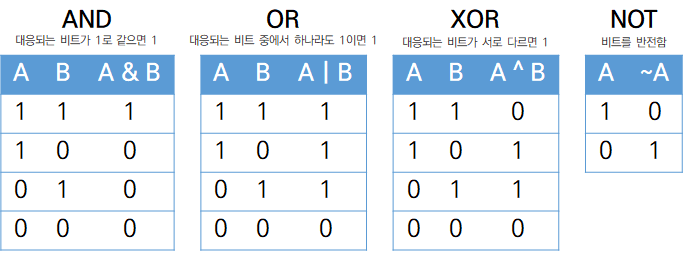 AND
대응되는 비트가 1로 같으면 1
A B A & B
1 1 1
1 0 0
0 1 0
0 0 0
OR
대응되는 비트 중에서 하나라도 1이면 1
A B A | B
1 1 1
1 0 1
0 1 1
0 0 0
XOR
대응되는 비트가 서로 다르면 1
A B A ^ B
1 1 0
1 0 1
0 1 1
0 0 0
NOT
비트를 반전함
A ~A
1 0
0 1